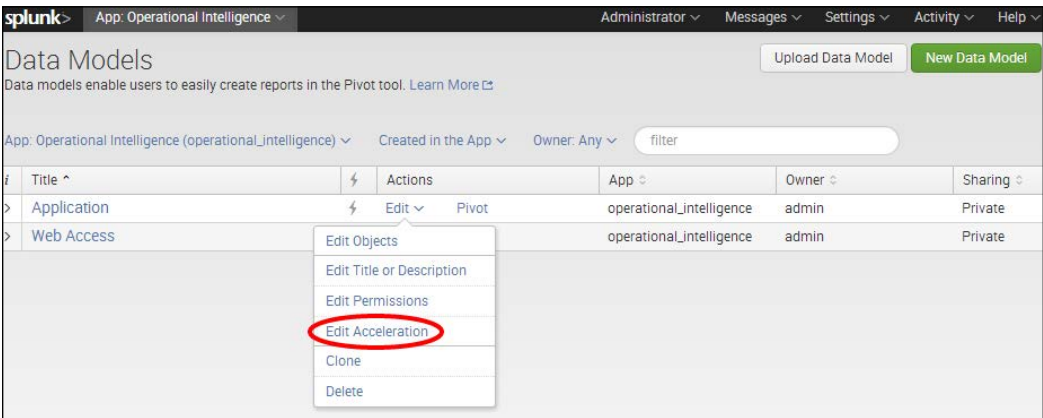 splunk> App: Operational Intelligence Administrator Messages Settings Activity Help
Data Models Upload Data Model New Data Model
Data models enable users to easily create reports in the Pivot tool. Learn More
App: Operational Intelligence (operational_intelligence) Created in the App Owner: Any filter
i Title Actions App Owner Sharing
> Application Edit Pivot operational_intelligence admin Private
> Web Access operational_intelligence admin Private
Edit Objects
Edit Title or Description
Edit Permissions
Edit Acceleration
Clone
Delete